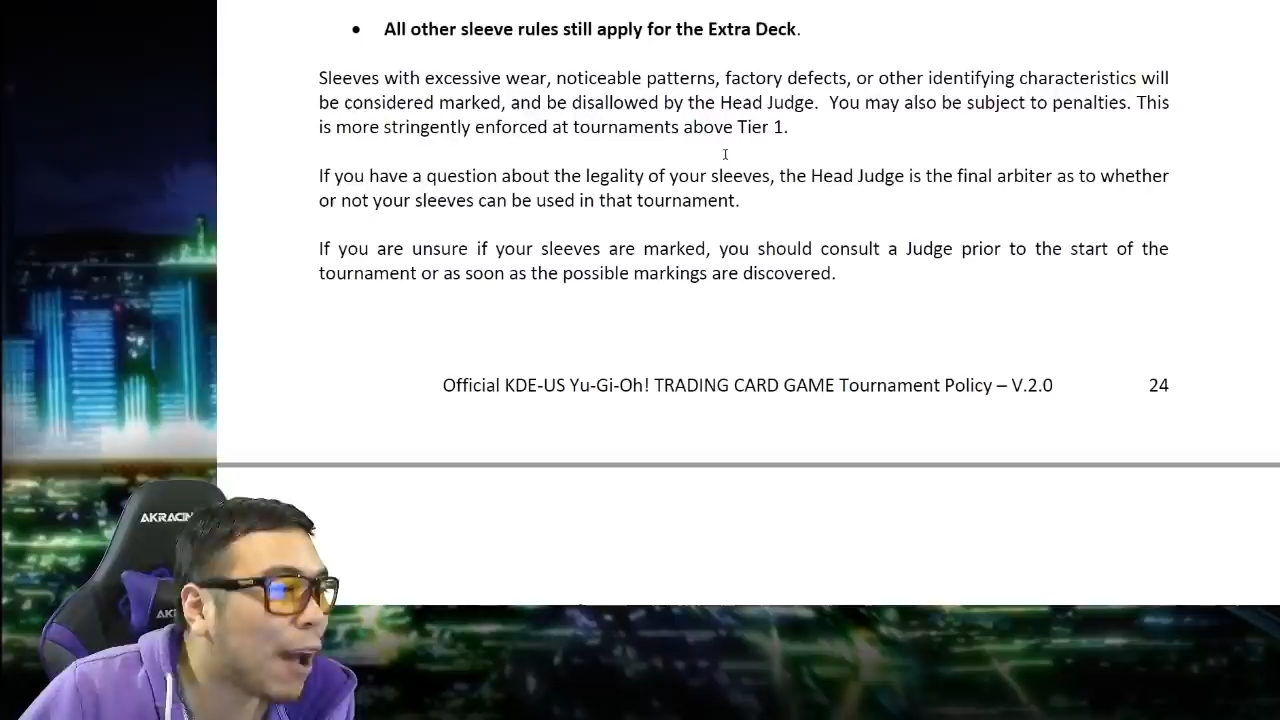 • All other sleeve rules still apply for the Extra Deck.
Sleeves with excessive wear, noticeable patterns, factory defects, or other identifying characteristics will
be considered marked, and be disallowed by the Head Judge.  You may also be subject to penalties. This
is more stringently enforced at tournaments above Tier 1.
If you have a question about the legality of your sleeves, the Head Judge is the final arbiter as to whether
or not your sleeves can be used in that tournament.
If you are unsure if your sleeves are marked, you should consult a Judge prior to the start of the
tournament or as soon as the possible markings are discovered.
Official KDE-US Yu-Gi-Oh! TRADING CARD GAME Tournament Policy – V.2.0 24
AKRACIN